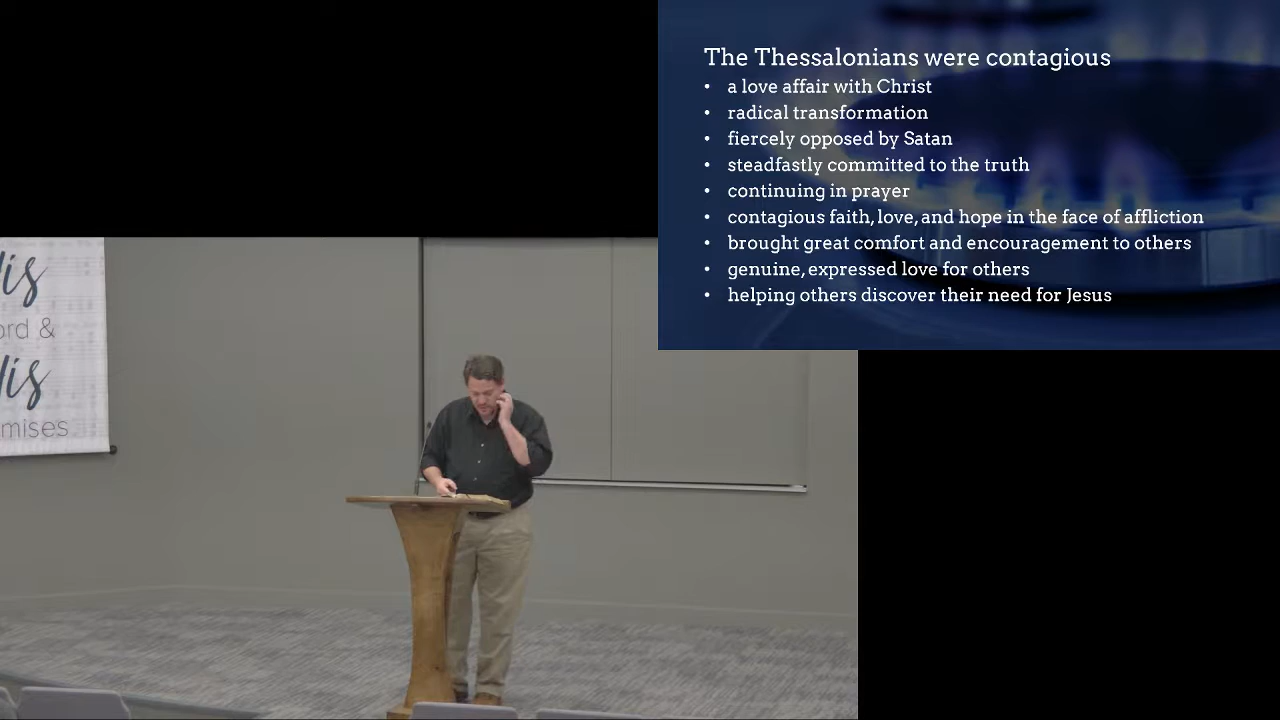 The Thessalonians were contagious
• a love affair with Christ
• radical transformation
• fiercely opposed by Satan
• steadfastly committed to the truth
• continuing in prayer
• contagious faith, love, and hope in the face of affliction
• brought great comfort and encouragement to others
• genuine, expressed love for others
• helping others discover their need for Jesus
&